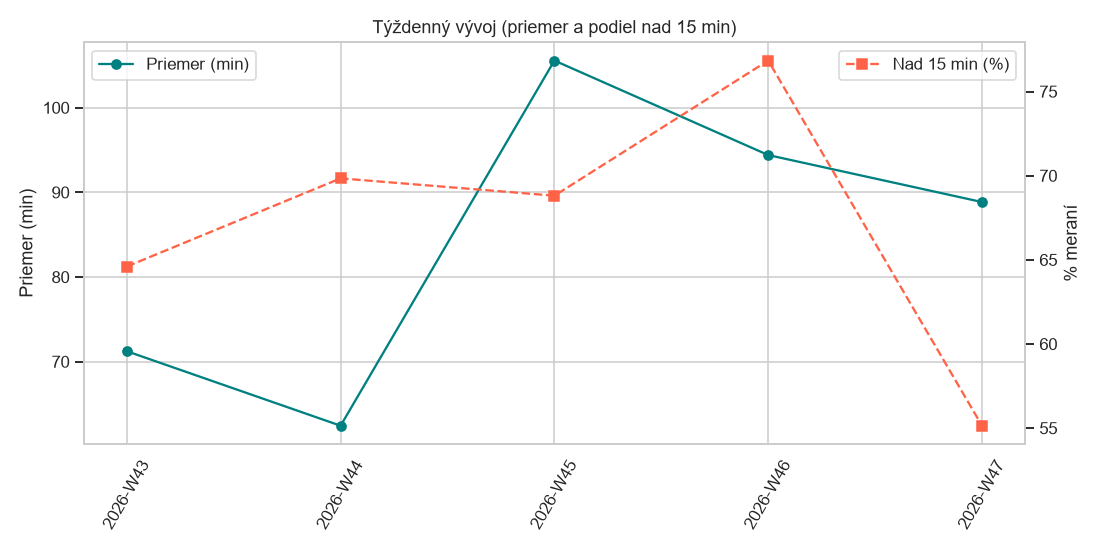 Týždenný vývoj (priemer a podiel nad 15 min)
Priemer (min)
Nad 15 min (%)
Priemer (min)
100
90
80
70
% meraní
75
70
65
60
55
2026-W43
2026-W44
2026-W45
2026-W46
2026-W47